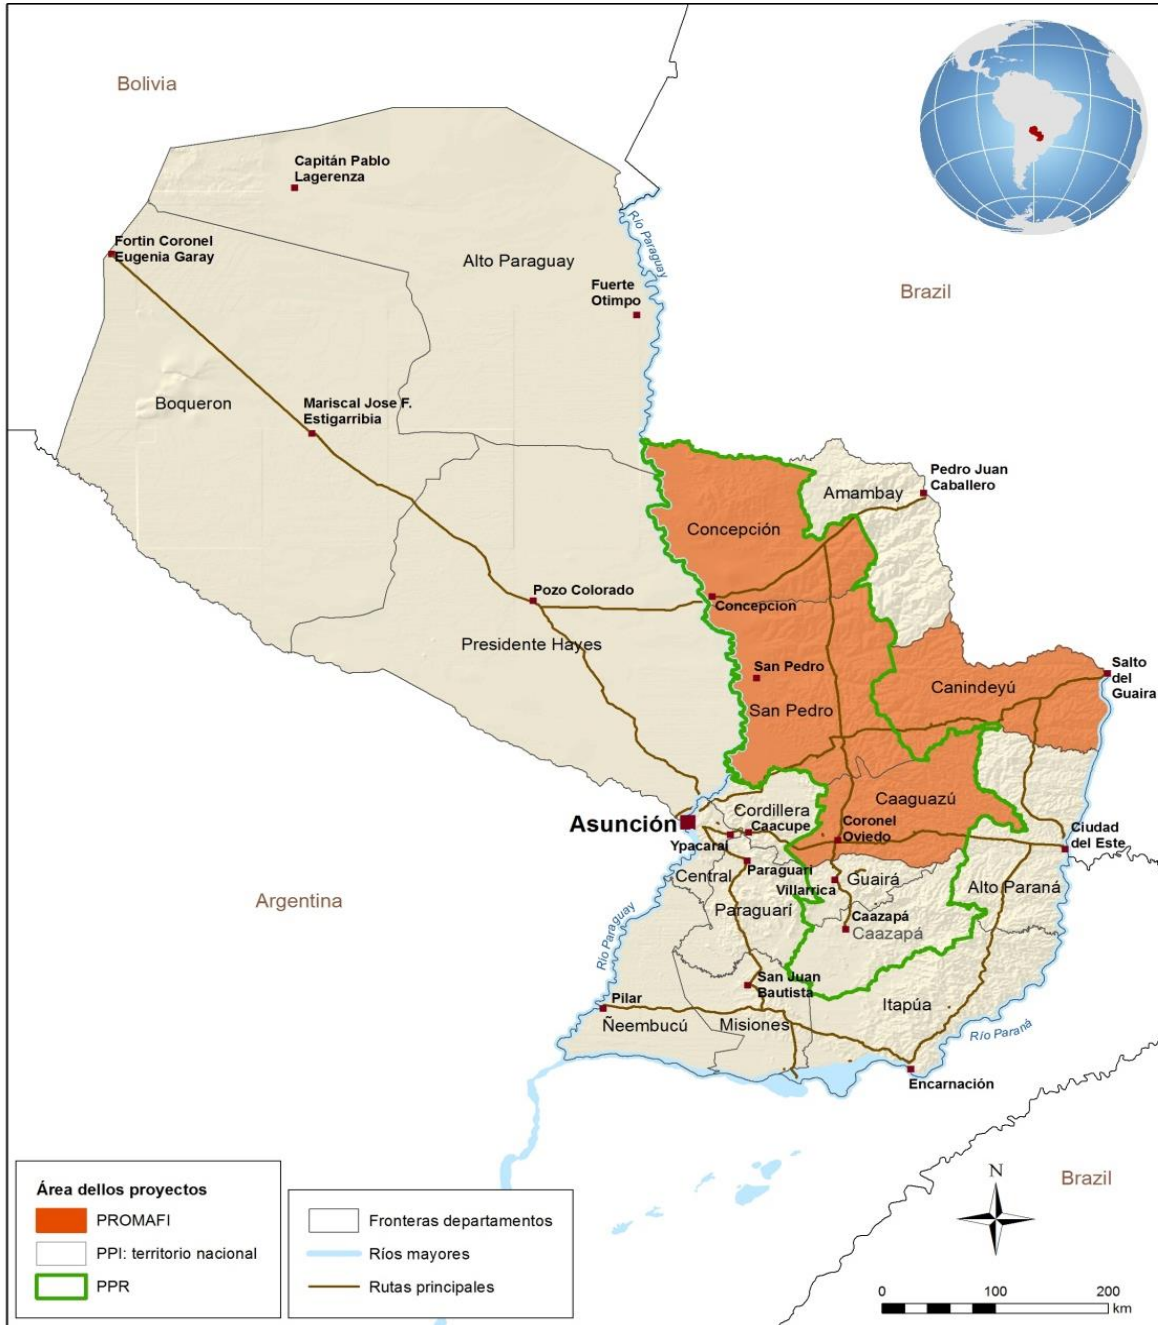 Bolivia
Capitán Pablo
Lagerenza
Río Paraguay
Fortin Coronel
Eugenia Garay
Alto Paraguay
Fuerte
Otimpo
Brazil
Boqueron
Mariscal Jose F.
Estigarribia
Pedro Juan
Caballero
Amambay
Concepción
Pozo Colorado
Concepcion
Presidente Hayes
San Pedro
San Pedro
Canindeyú
Salto
del
Guaira
Caaguazú
Cordillera
Asunción
Caacupe
Coronel
Oviedo
Ypacarai
Ciudad
del Este
Central
Paraguari
Villarrica
Guairá
Alto Paraná
Argentina
Paraguarí
Caazapá
Caazapá
Río Paraguay
San Juan
Bautista
Pilar
Itapúa
Ñeembucú
Misiones
Río Paraná
Encarnación
Brazil
N
Área dellos proyectos
PROMAFI
PPI: territorio nacional
PPR
Fronteras departamentos
Ríos mayores
Rutas principales
0 100 200
km